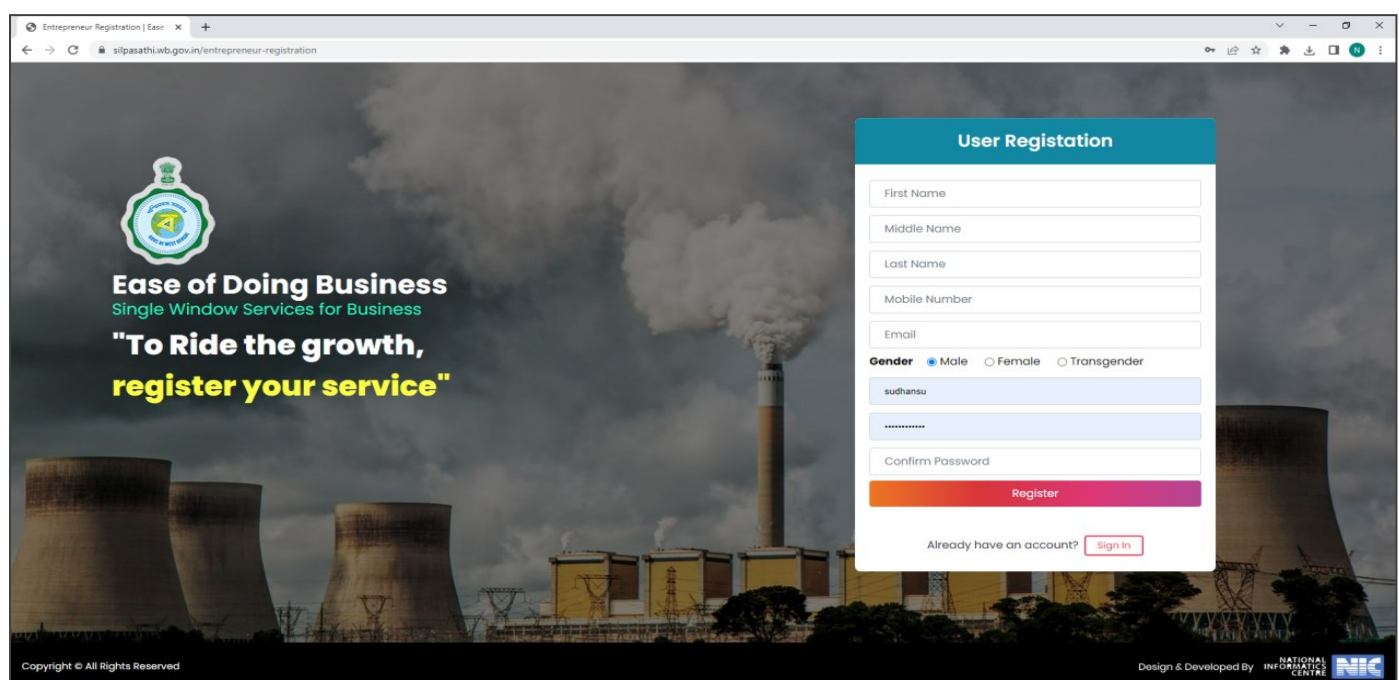 Entrepreneur Registration | Ease
silpasathi.wb.gov.in/entrepreneur-registration
N
User Registation
First Name
Middle Name
Last Name
Mobile Number
Email
Gender Male Female Transgender
sudhansu
••••••••••••
Confirm Password
Register
Already have an account? Sign In
Ease of Doing Business
Single Window Services for Business
"To Ride the growth,
register your service"
Copyright © All Rights Reserved
Design & Developed By
NATIONAL
INFORMATICS
CENTRE
NIC